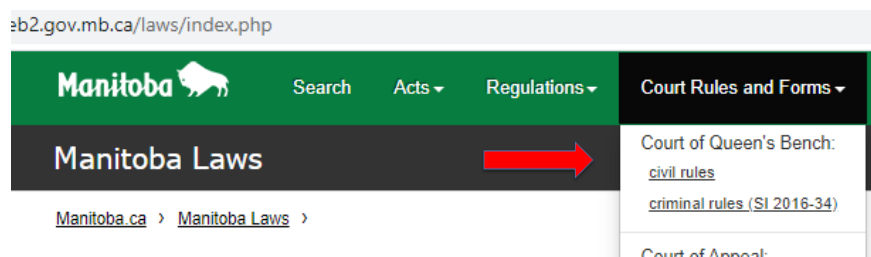 eb2.gov.mb.ca/laws/index.php
Manitoba Search Acts Regulations Court Rules and Forms
Manitoba Laws
Court of Queen's Bench:
civil rules
criminal rules (SI 2016-34)
Manitoba.ca > Manitoba Laws >
Court of Appeal: